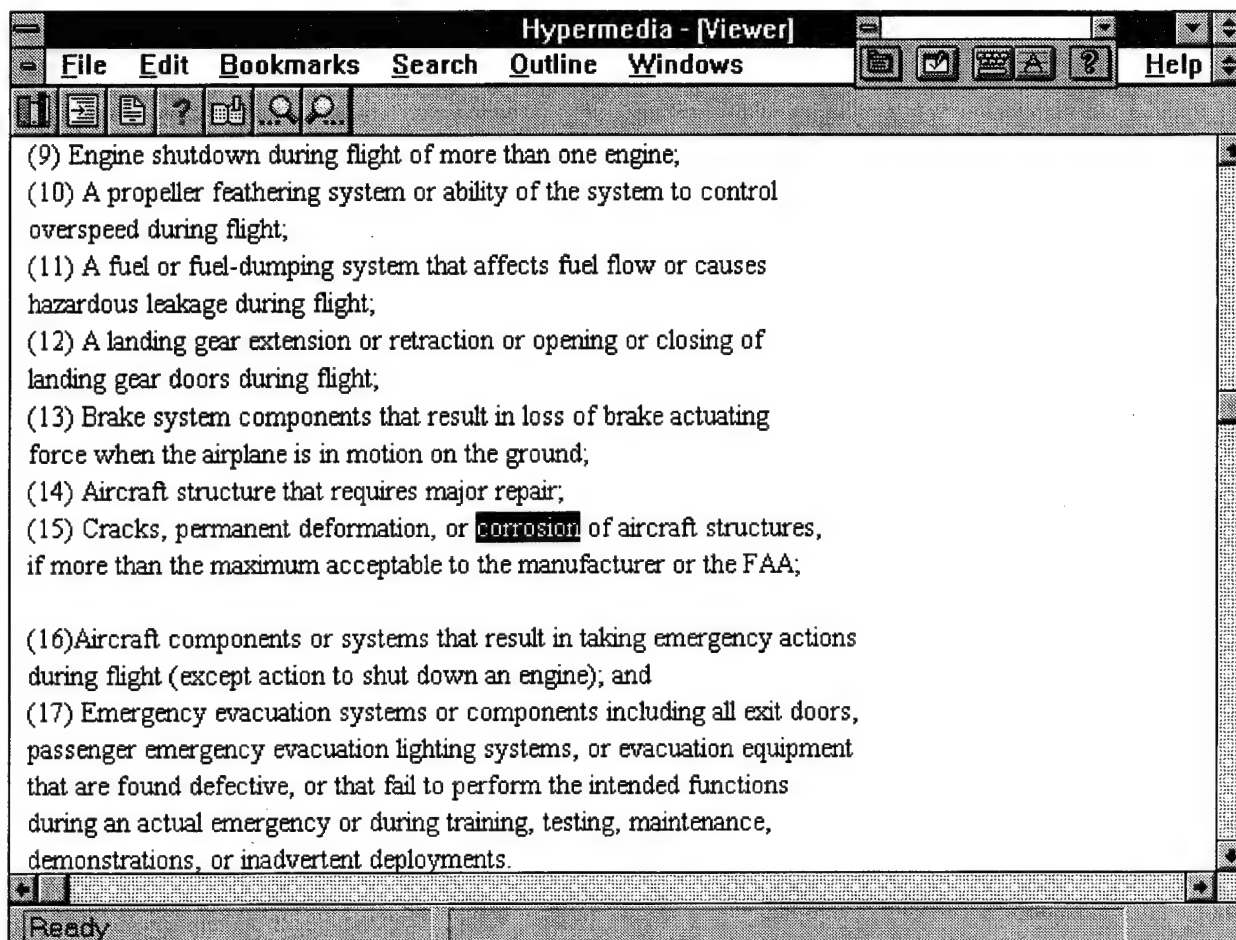 Hypermedia - [Viewer]
File Edit Bookmarks Search Outline Windows Help
(9) Engine shutdown during flight of more than one engine;
(10) A propeller feathering system or ability of the system to control
overspeed during flight;
(11) A fuel or fuel-dumping system that affects fuel flow or causes
hazardous leakage during flight;
(12) A landing gear extension or retraction or opening or closing of
landing gear doors during flight;
(13) Brake system components that result in loss of brake actuating
force when the airplane is in motion on the ground;
(14) Aircraft structure that requires major repair;
(15) Cracks, permanent deformation, or corrosion of aircraft structures,
if more than the maximum acceptable to the manufacturer or the FAA;
(16)Aircraft components or systems that result in taking emergency actions
during flight (except action to shut down an engine); and
(17) Emergency evacuation systems or components including all exit doors,
passenger emergency evacuation lighting systems, or evacuation equipment
that are found defective, or that fail to perform the intended functions
during an actual emergency or during training, testing, maintenance,
demonstrations, or inadvertent deployments.
Ready